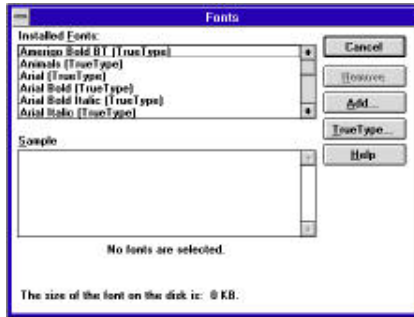 Fonts
Installed Fonts:
Amerigo Bold BT (TrueType)
Animals (TrueType)
Arial (TrueType)
Arial Bold (TrueType)
Arial Bold Italic (TrueType)
Arial Italic (TrueType)
Cancel
Remove
Add...
TrueType...
Help
Sample
No fonts are selected.
The size of the font on the disk is: 0 KB.